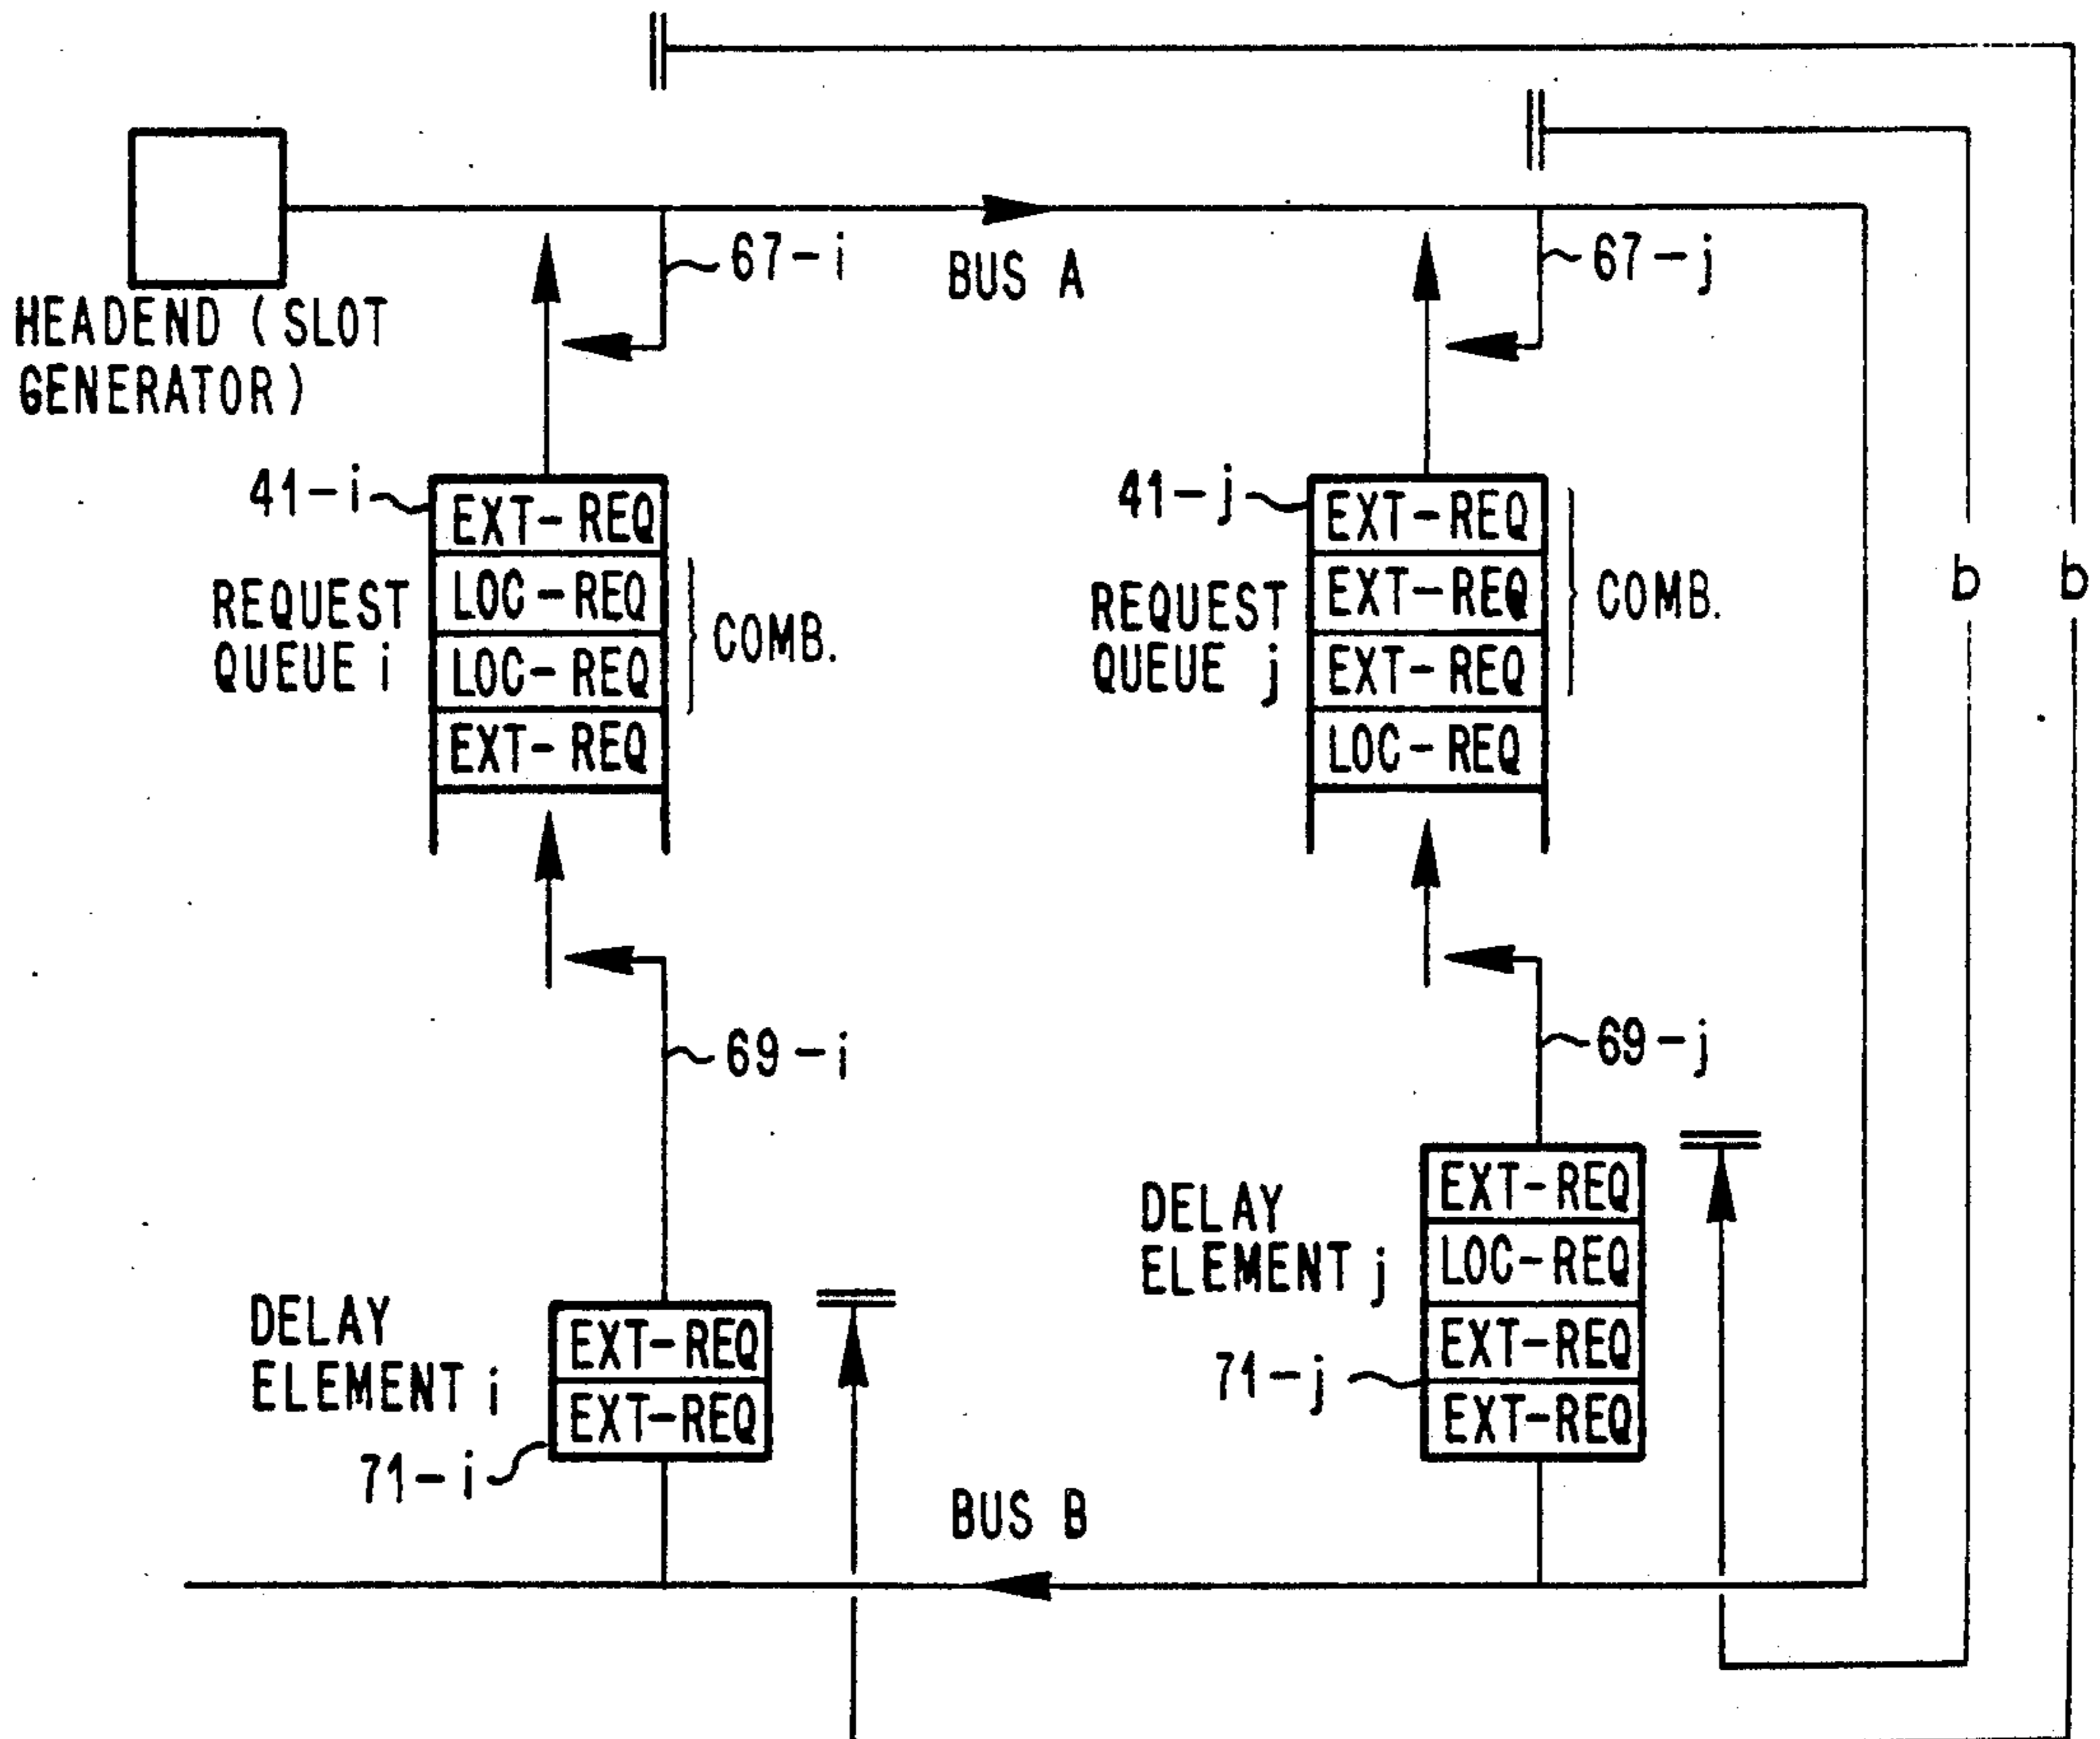 67-i
BUS A
67-j
HEADEND (SLOT
GENERATOR)
41-i
EXT-REQ
LOC-REQ
LOC-REQ
EXT-REQ
REQUEST
QUEUE i
COMB.
41-j
EXT-REQ
EXT-REQ
EXT-REQ
LOC-REQ
REQUEST
QUEUE j
COMB.
b
b
69-i
69-j
DELAY
ELEMENT i
EXT-REQ
EXT-REQ
71-i
DELAY
ELEMENT j
EXT-REQ
LOC-REQ
EXT-REQ
EXT-REQ
71-j
BUS B